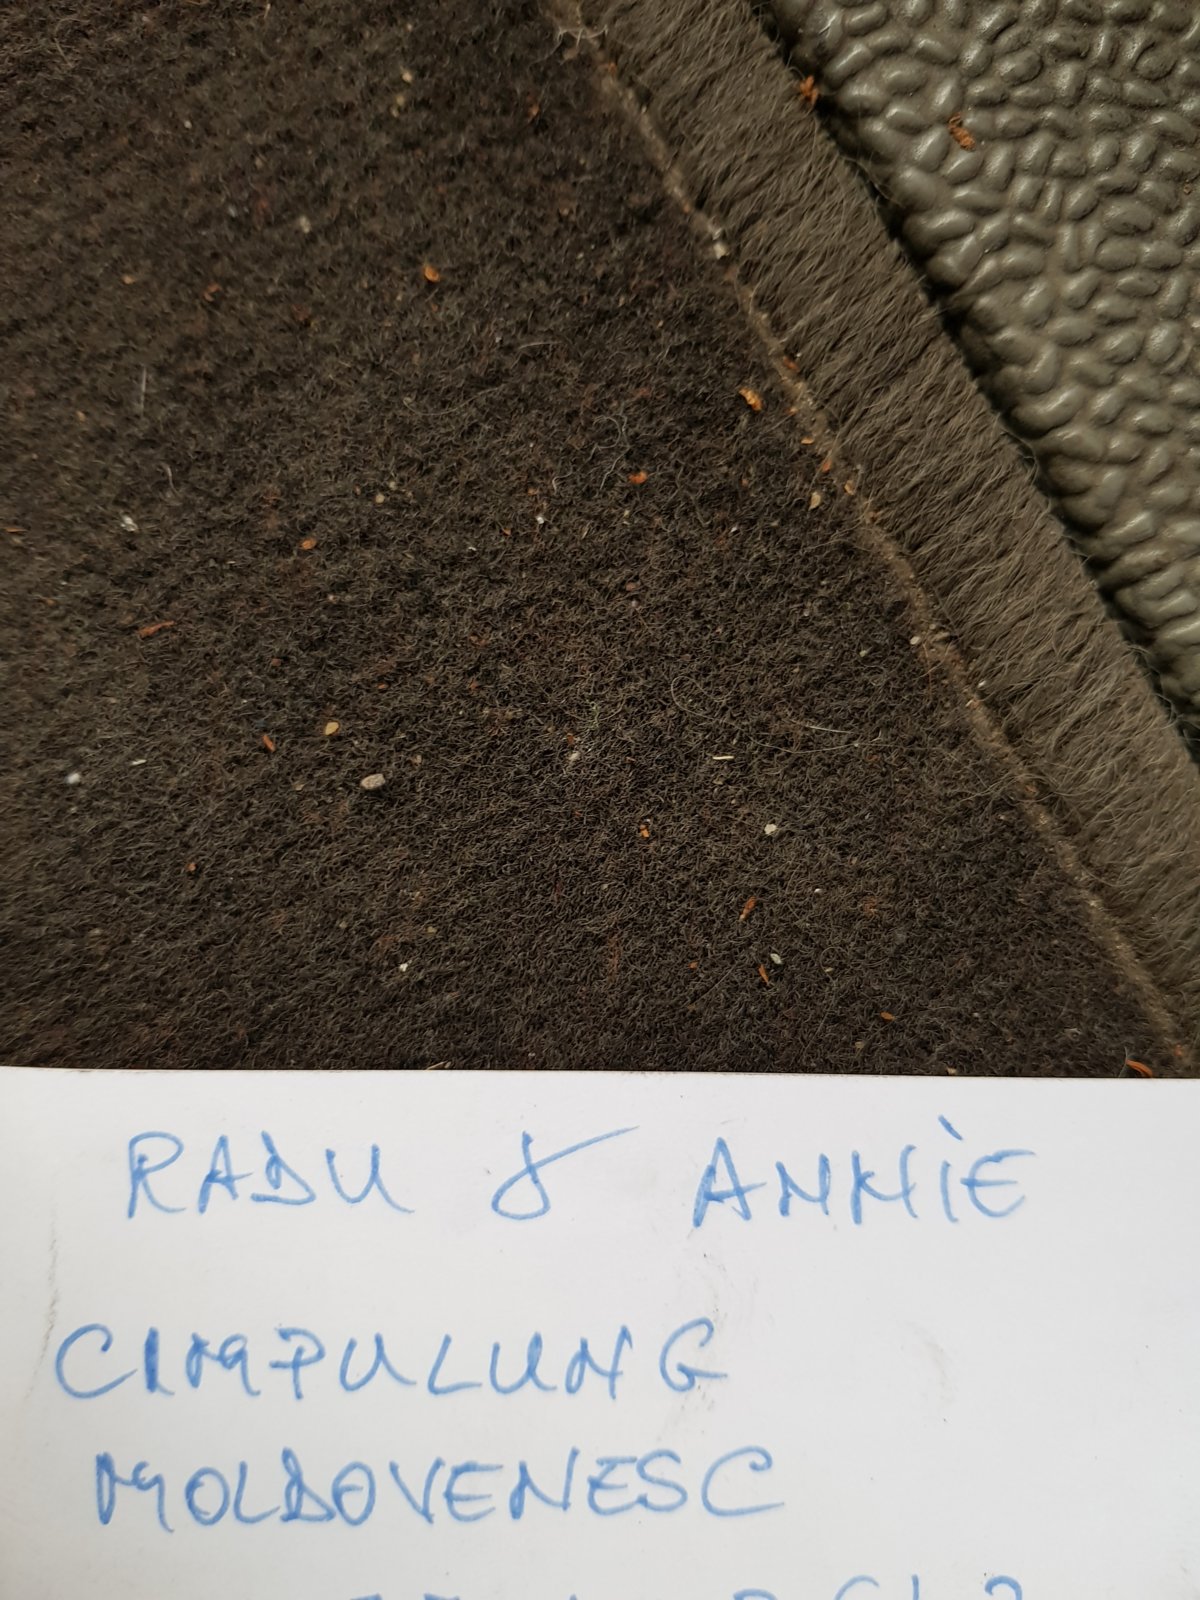 RADU & ANNIE
CIMPULUNG
MOLDOVENESC